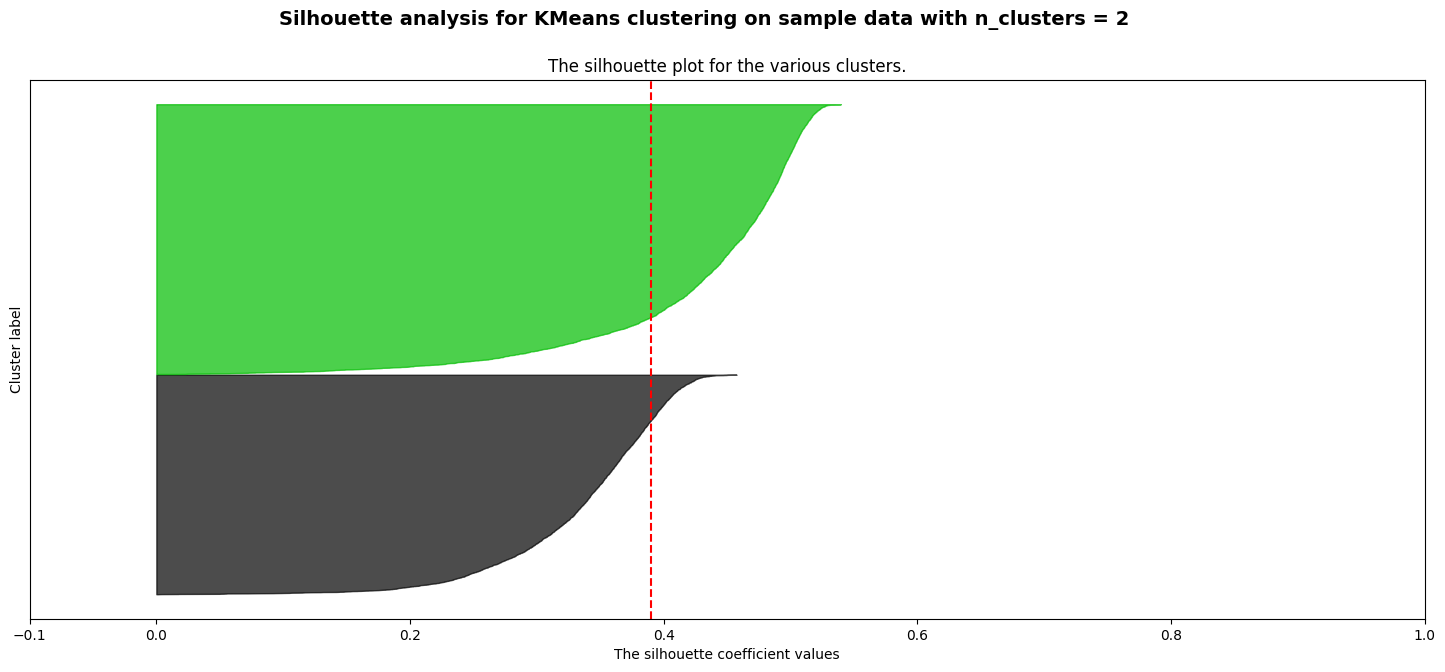 Silhouette analysis for KMeans clustering on sample data with n_clusters = 2
The silhouette plot for the various clusters.
Cluster label
−0.1 0.0 0.2 0.4 0.6 0.8 1.0
The silhouette coefficient values